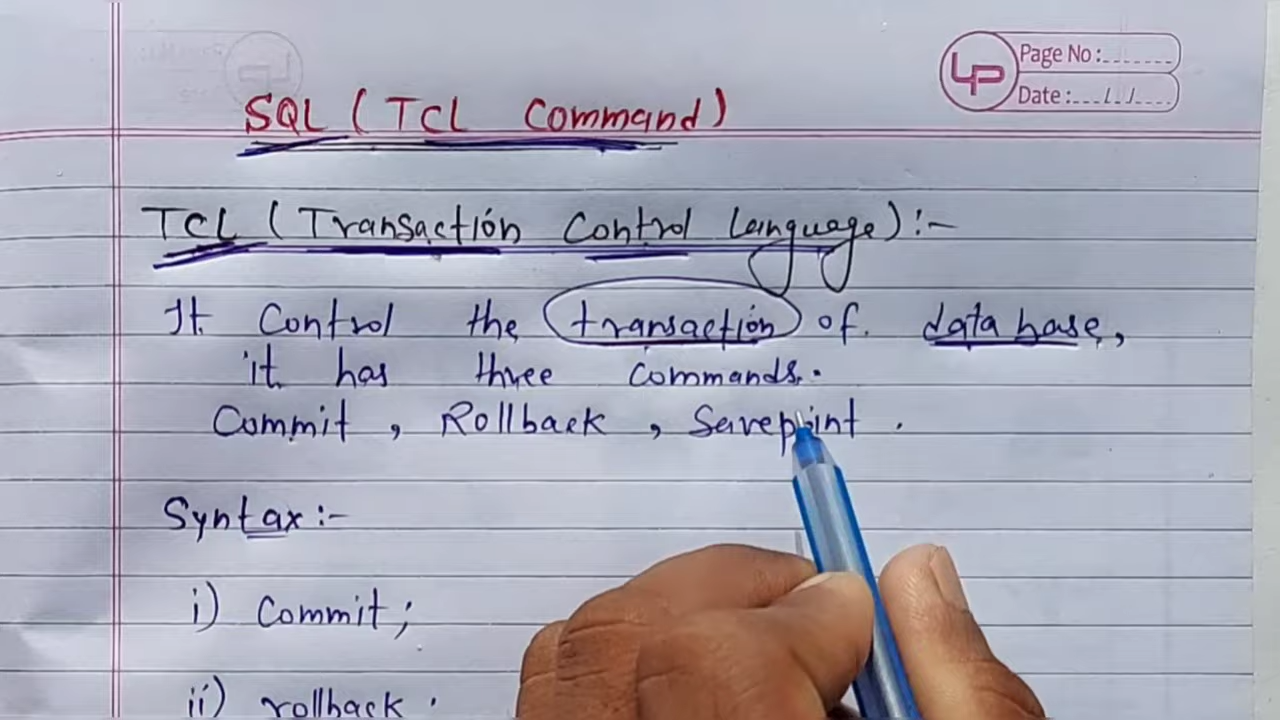 Page No :.......
Date :.../../....
SQL ( TCL Command )
TCL ( Transaction Control Language ) :-
It Control the transaction of. database,
it has three Commands.
Commit , Rollback , Savepoint .
Syntax :-
i) Commit ;
ii) rollback .